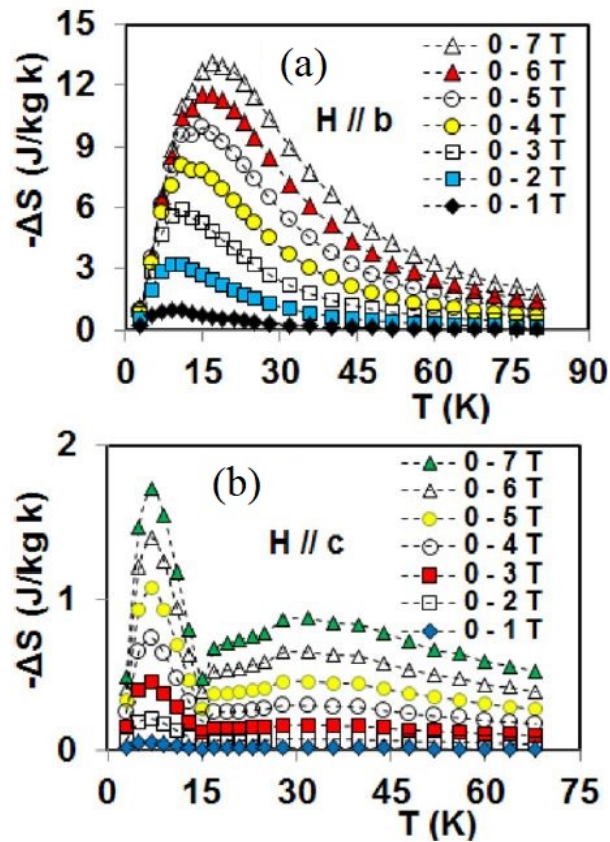 -ΔS (J/kg k)
15
12
9
6
3
0
(a)
H // b
0 - 7 T
0 - 6 T
0 - 5 T
0 - 4 T
0 - 3 T
0 - 2 T
0 - 1 T
0 15 30 45 60 75 90
T (K)
-ΔS (J/kg k)
2
1
0
(b)
H // c
0 - 7 T
0 - 6 T
0 - 5 T
0 - 4 T
0 - 3 T
0 - 2 T
0 - 1 T
0 15 30 45 60 75
T (K)